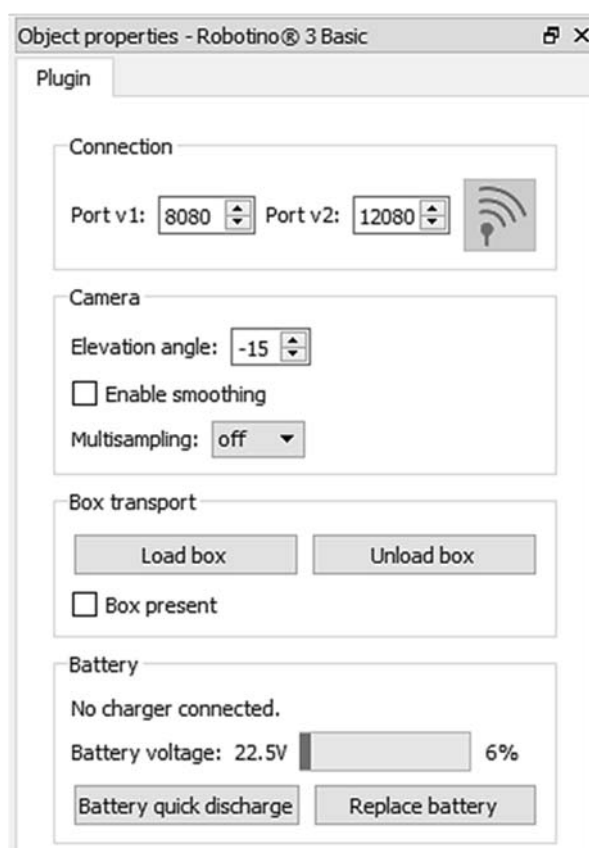 Object properties - Robotino® 3 Basic
Plugin
Connection
Port v1: 8080 Port v2: 12080
Camera
Elevation angle: -15
Enable smoothing
Multisampling: off
Box transport
Load box Unload box
Box present
Battery
No charger connected.
Battery voltage: 22.5V 6%
Battery quick discharge Replace battery